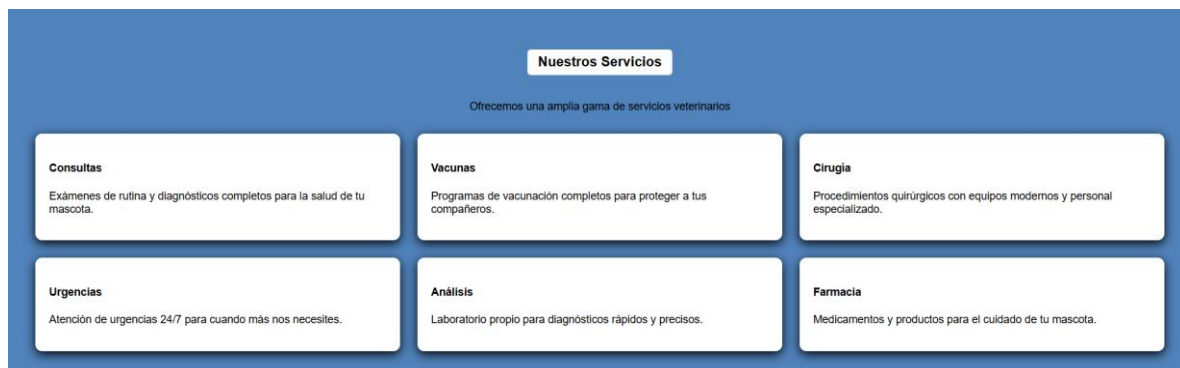 Nuestros Servicios
Ofrecemos una amplia gama de servicios veterinarios
Consultas
Exámenes de rutina y diagnósticos completos para la salud de tu
mascota.
Vacunas
Programas de vacunación completos para proteger a tus
compañeros.
Cirugía
Procedimientos quirúrgicos con equipos modernos y personal
especializado.
Urgencias
Atención de urgencias 24/7 para cuando más nos necesites.
Análisis
Laboratorio propio para diagnósticos rápidos y precisos.
Farmacia
Medicamentos y productos para el cuidado de tu mascota.